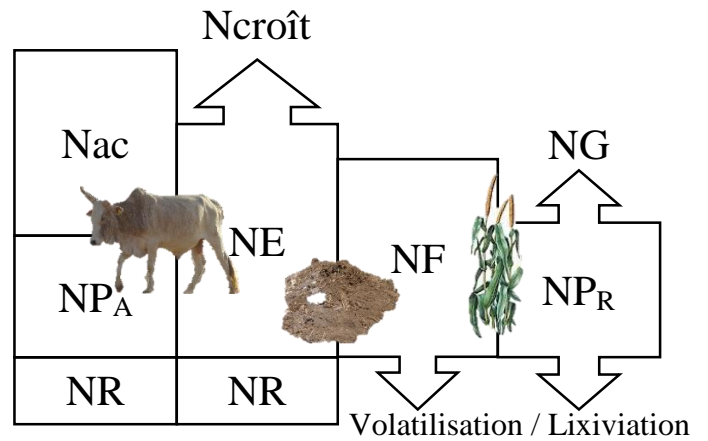 Ncroît
Nac
NG
NE
NF
NPA
NPR
NR
NR
Volatilisation / Lixiviation